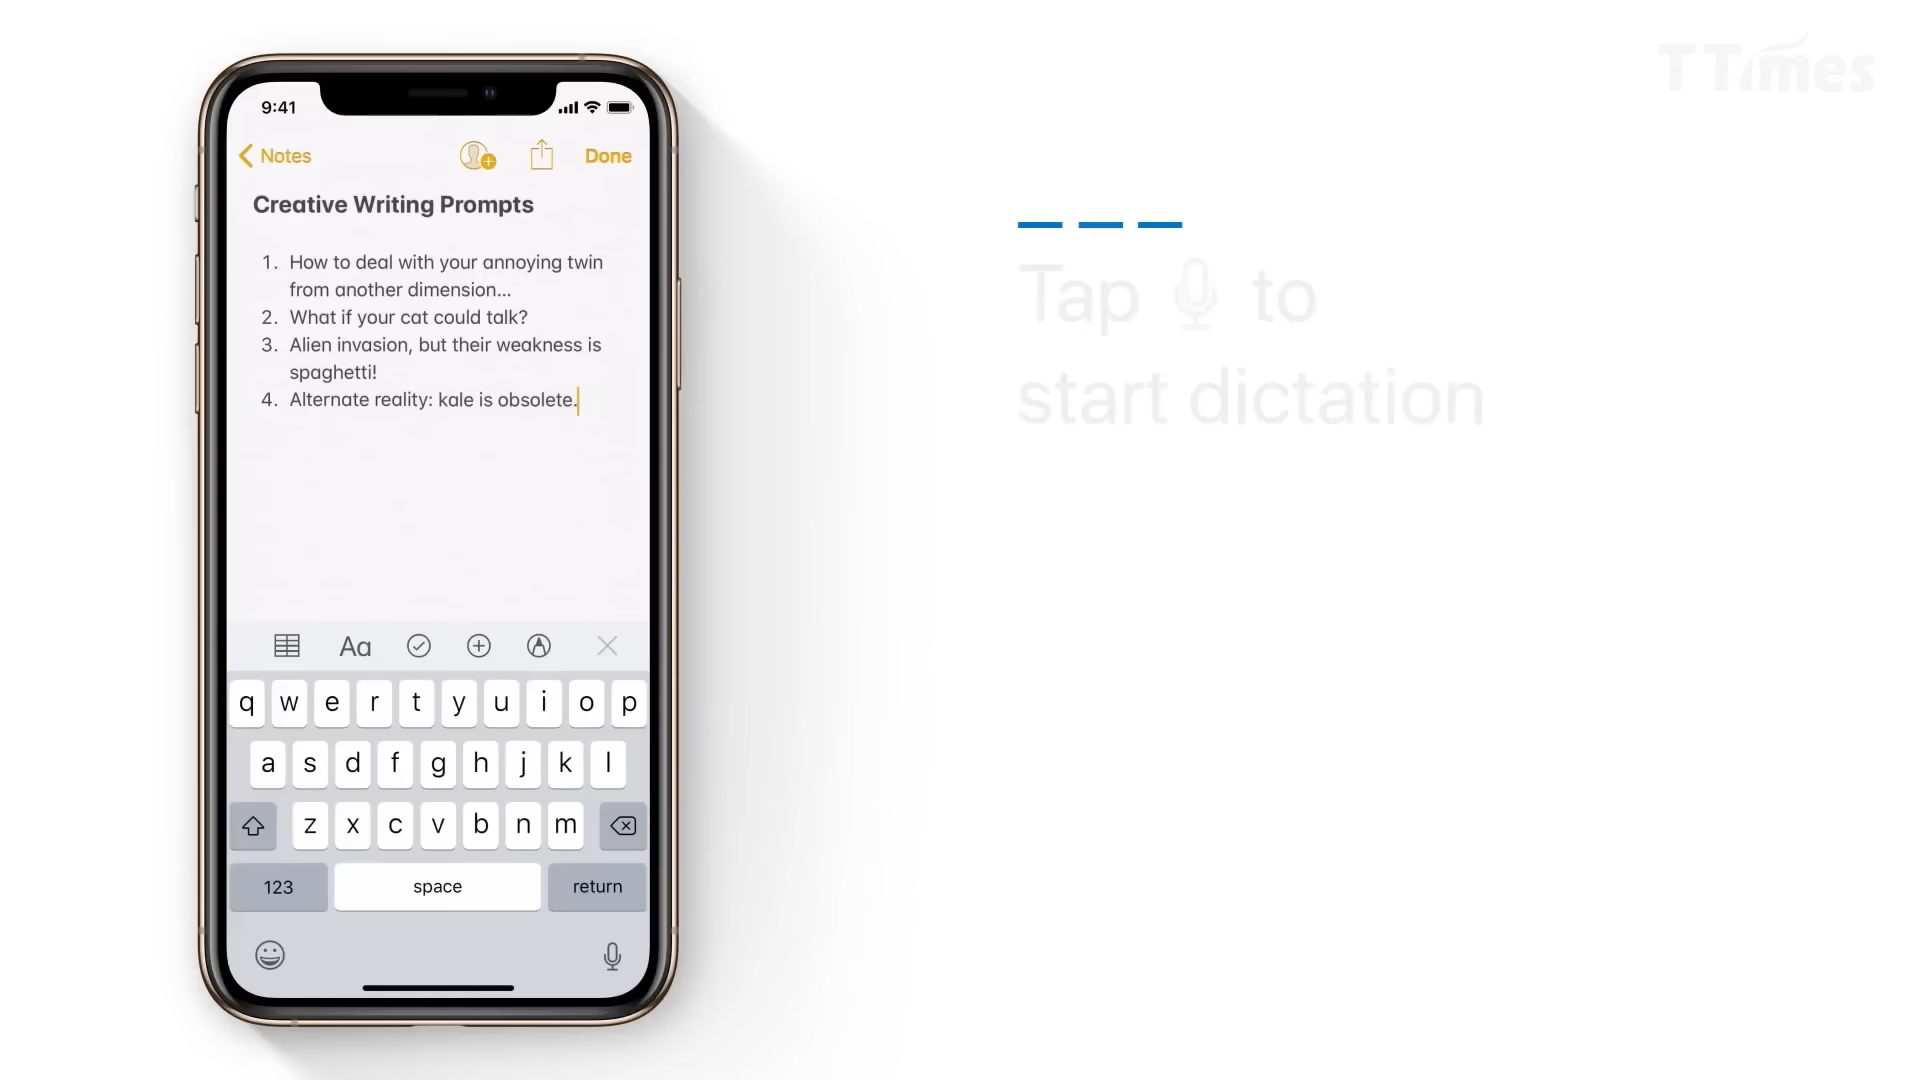 TTimes
9:41
Notes
Done
Creative Writing Prompts
1. How to deal with your annoying twin
from another dimension...
2. What if your cat could talk?
3. Alien invasion, but their weakness is
spaghetti!
4. Alternate reality: kale is obsolete.
Aa
q w e r t y u i o p
a s d f g h j k l
z x c v b n m
123 space return
Tap to
start dictation